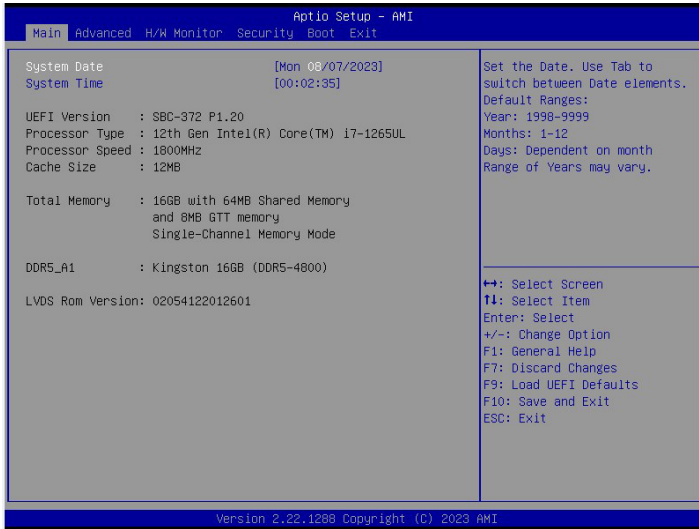 Aptio Setup - AMI
Main Advanced H/W Monitor Security Boot Exit
System Date [Mon 08/07/2023]
System Time [00:02:35]
UEFI Version : SBC-372 P1.20
Processor Type : 12th Gen Intel(R) Core(TM) i7-1265UL
Processor Speed : 1800MHz
Cache Size : 12MB
Total Memory : 16GB with 64MB Shared Memory
and 8MB GTT memory
Single-Channel Memory Mode
DDR5_A1 : Kingston 16GB (DDR5-4800)
LVDS Rom Version: 02054122012601
Set the Date. Use Tab to
switch between Date elements.
Default Ranges:
Year: 1998-9999
Months: 1-12
Days: Dependent on month
Range of Years may vary.
↔: Select Screen
↑↓: Select Item
Enter: Select
+/-: Change Option
F1: General Help
F7: Discard Changes
F9: Load UEFI Defaults
F10: Save and Exit
ESC: Exit
Version 2.22.1288 Copyright (C) 2023 AMI